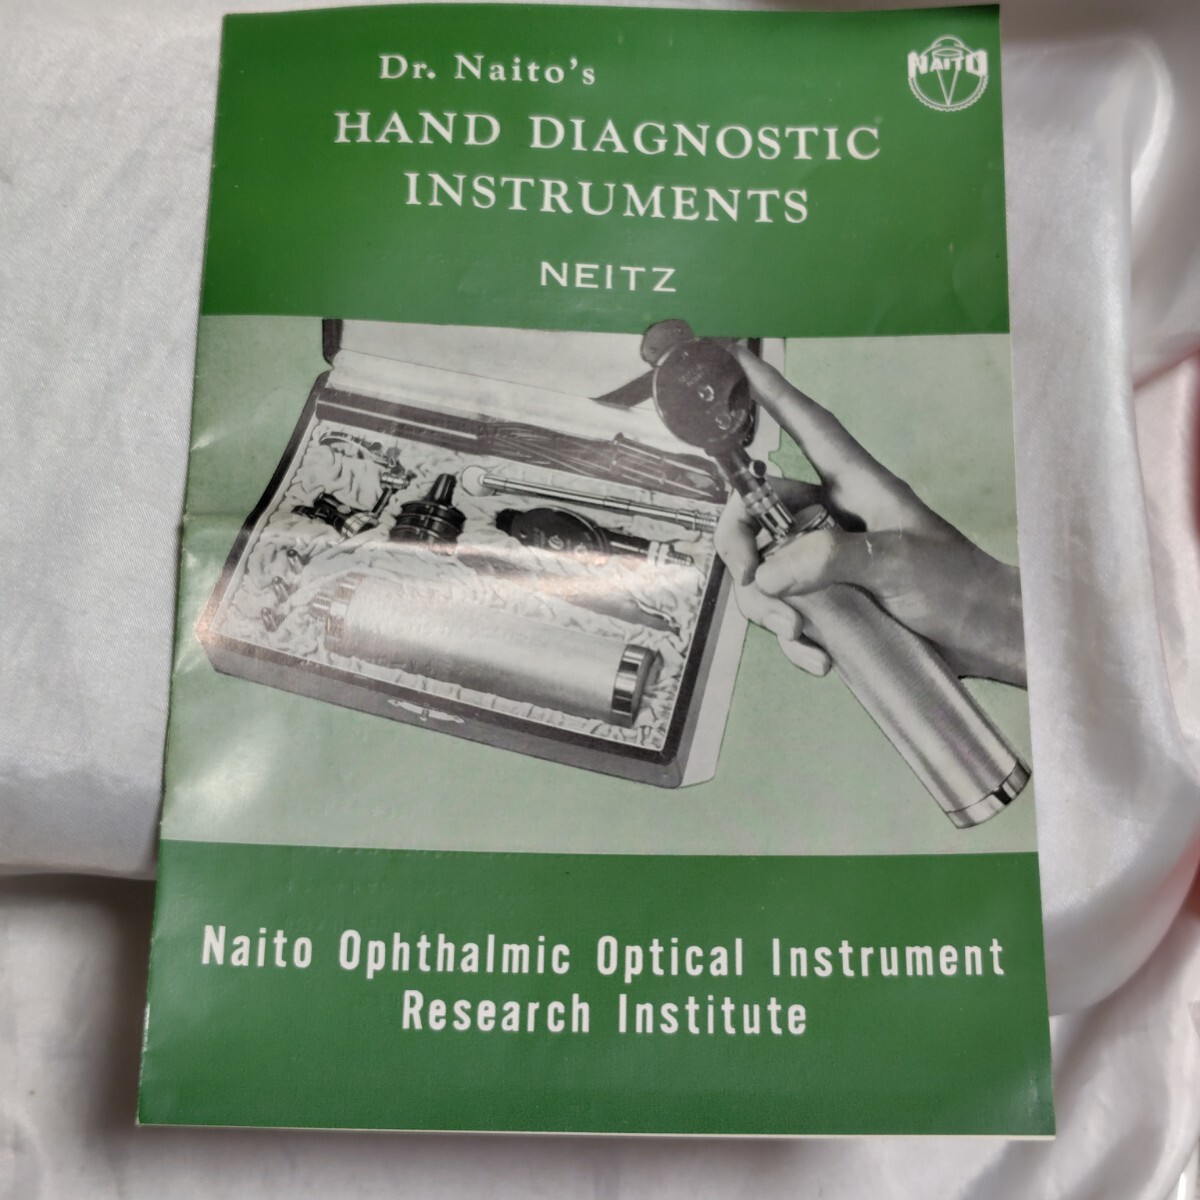 NAITO
Dr. Naito's
HAND DIAGNOSTIC
INSTRUMENTS
NEITZ
Naito Ophthalmic Optical Instrument
Research Institute